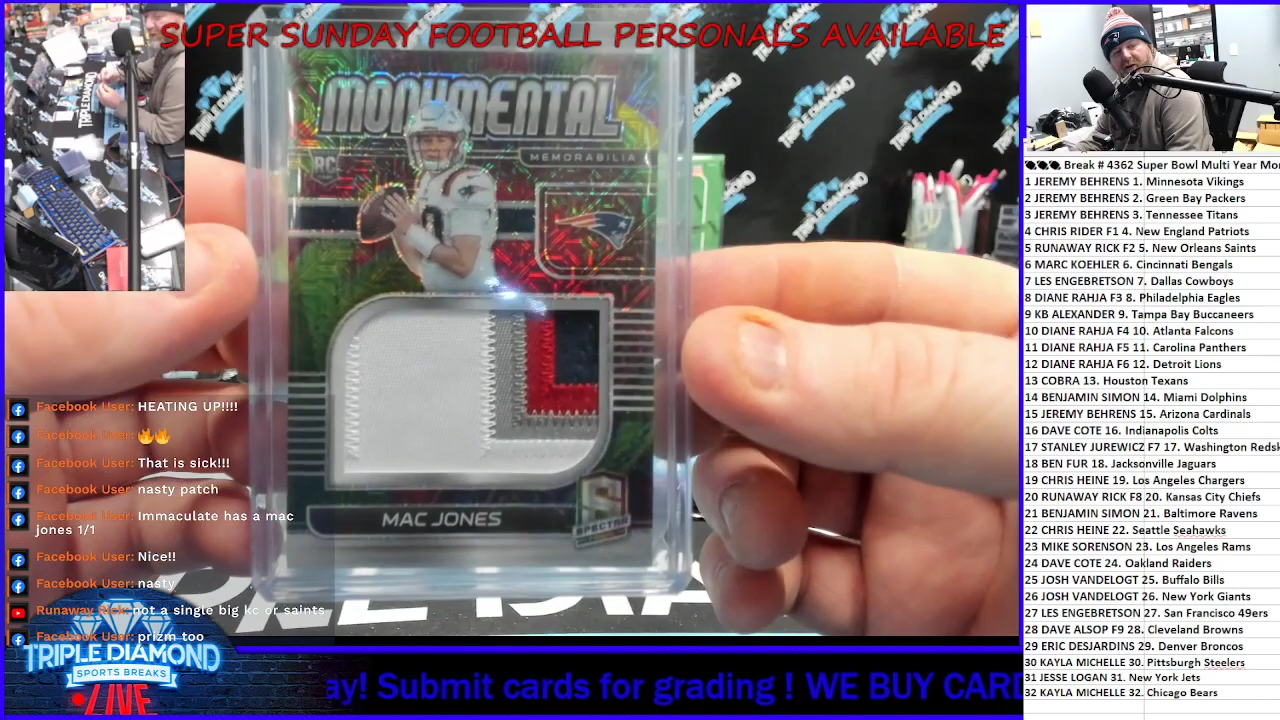 SUPER SUNDAY FOOTBALL PERSONALS AVAILABLE
MONUMENTAL
MEMORABILIA
RC
MAC JONES
SPECTRA
TRIPLE DIAMOND
TRIPLE DIAMOND
TRIPLE DIAMOND
Facebook User: HEATING UP!!!!
Facebook User: 🔥🔥
Facebook User: That is sick!!!
Facebook User: nasty patch
Facebook User: Immaculate has a mac
jones 1/1
Facebook User: Nice!!
Facebook User: nasty
Runaway Rick: not a single big kc or saints
Facebook User: prizm too
TRIPLE DIAMOND
SPORTS BREAKS
LIVE
ay! Submit cards for grading ! WE BUY CARD
Break # 4362 Super Bowl Multi Year Mo
1 JEREMY BEHRENS 1. Minnesota Vikings
2 JEREMY BEHRENS 2. Green Bay Packers
3 JEREMY BEHRENS 3. Tennessee Titans
4 CHRIS RIDER F1 4. New England Patriots
5 RUNAWAY RICK F2 5. New Orleans Saints
6 MARC KOEHLER 6. Cincinnati Bengals
7 LES ENGEBRETSON 7. Dallas Cowboys
8 DIANE RAHJA F3 8. Philadelphia Eagles
9 KB ALEXANDER 9. Tampa Bay Buccaneers
10 DIANE RAHJA F4 10. Atlanta Falcons
11 DIANE RAHJA F5 11. Carolina Panthers
12 DIANE RAHJA F6 12. Detroit Lions
13 COBRA 13. Houston Texans
14 BENJAMIN SIMON 14. Miami Dolphins
15 JEREMY BEHRENS 15. Arizona Cardinals
16 DAVE COTE 16. Indianapolis Colts
17 STANLEY JUREWICZ F7 17. Washington Redsk
18 BEN FUR 18. Jacksonville Jaguars
19 CHRIS HEINE 19. Los Angeles Chargers
20 RUNAWAY RICK F8 20. Kansas City Chiefs
21 BENJAMIN SIMON 21. Baltimore Ravens
22 CHRIS HEINE 22. Seattle Seahawks
23 MIKE SORENSON 23. Los Angeles Rams
24 DAVE COTE 24. Oakland Raiders
25 JOSH VANDELOGT 25. Buffalo Bills
26 JOSH VANDELOGT 26. New York Giants
27 LES ENGEBRETSON 27. San Francisco 49ers
28 DAVE ALSOP F9 28. Cleveland Browns
29 ED ROSS F10 29. Denver Broncos
30 KAYLA MICHELLE 30. Pittsburgh Steelers
31 JESSE DOSH 31. New York Jets
32 KAYLA MICHELLE 32. Chicago Bears